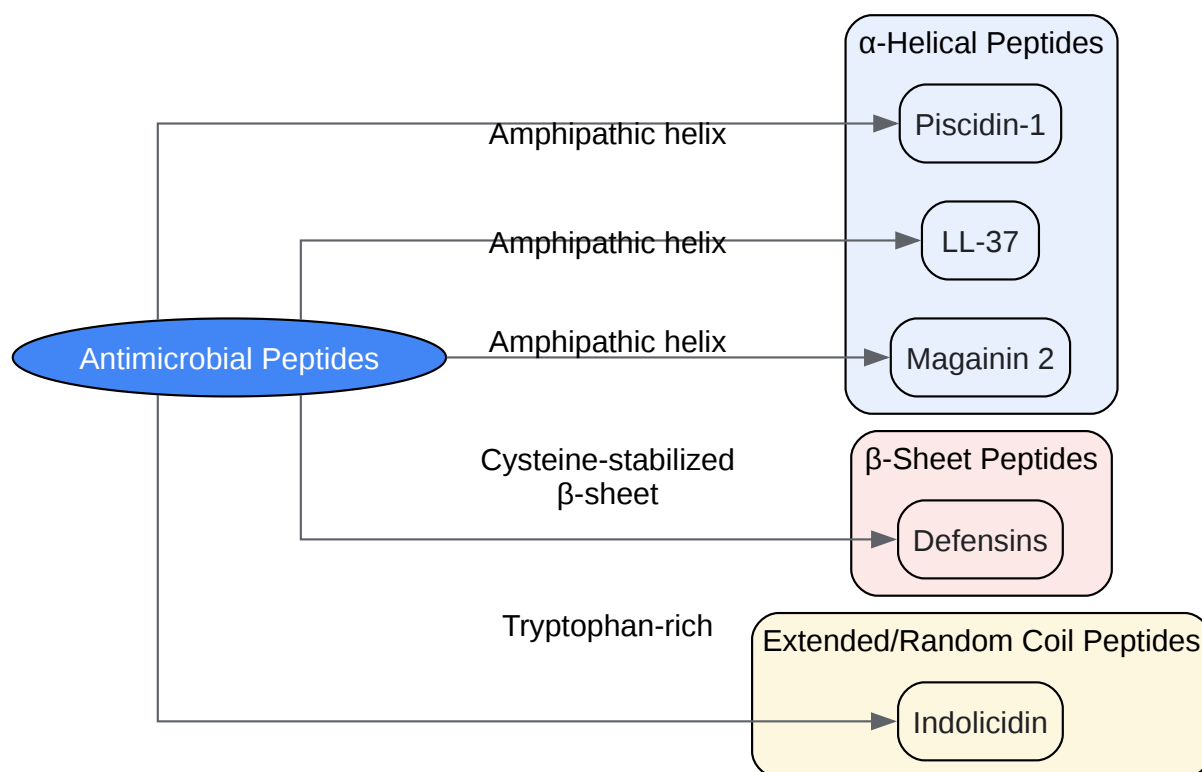 α-Helical Peptides
Piscidin-1
Amphipathic helix
LL-37
Amphipathic helix
Magainin 2
Amphipathic helix
Antimicrobial Peptides
Cysteine-stabilized
β-sheet
β-Sheet Peptides
Defensins
Tryptophan-rich
Extended/Random Coil Peptides
Indolicidin